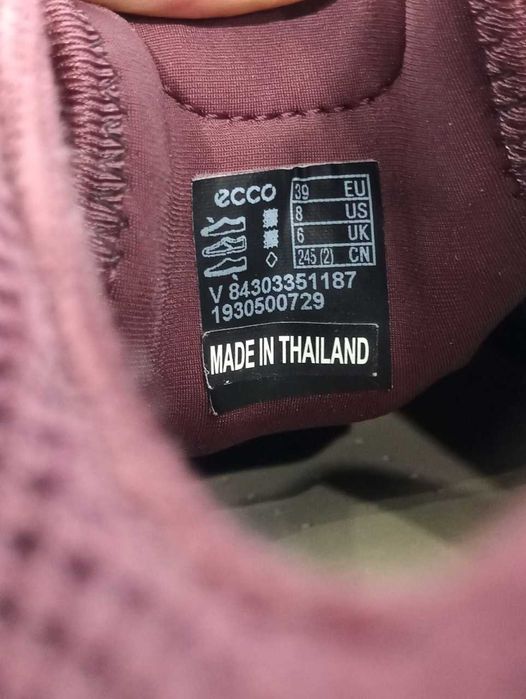 ecco
39 EU
8 US
6 UK
245 (2) CN
V 84303351187
1930500729
MADE IN THAILAND